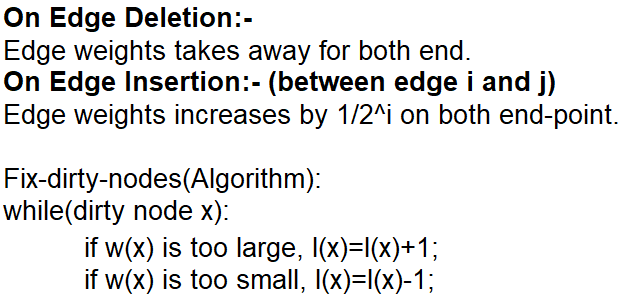 On Edge Deletion:-
Edge weights takes away for both end.
On Edge Insertion:- (between edge i and j)
Edge weights increases by 1/2^i on both end-point.
Fix-dirty-nodes(Algorithm):
while(dirty node x):
if w(x) is too large, l(x)=l(x)+1;
if w(x) is too small, l(x)=l(x)-1;